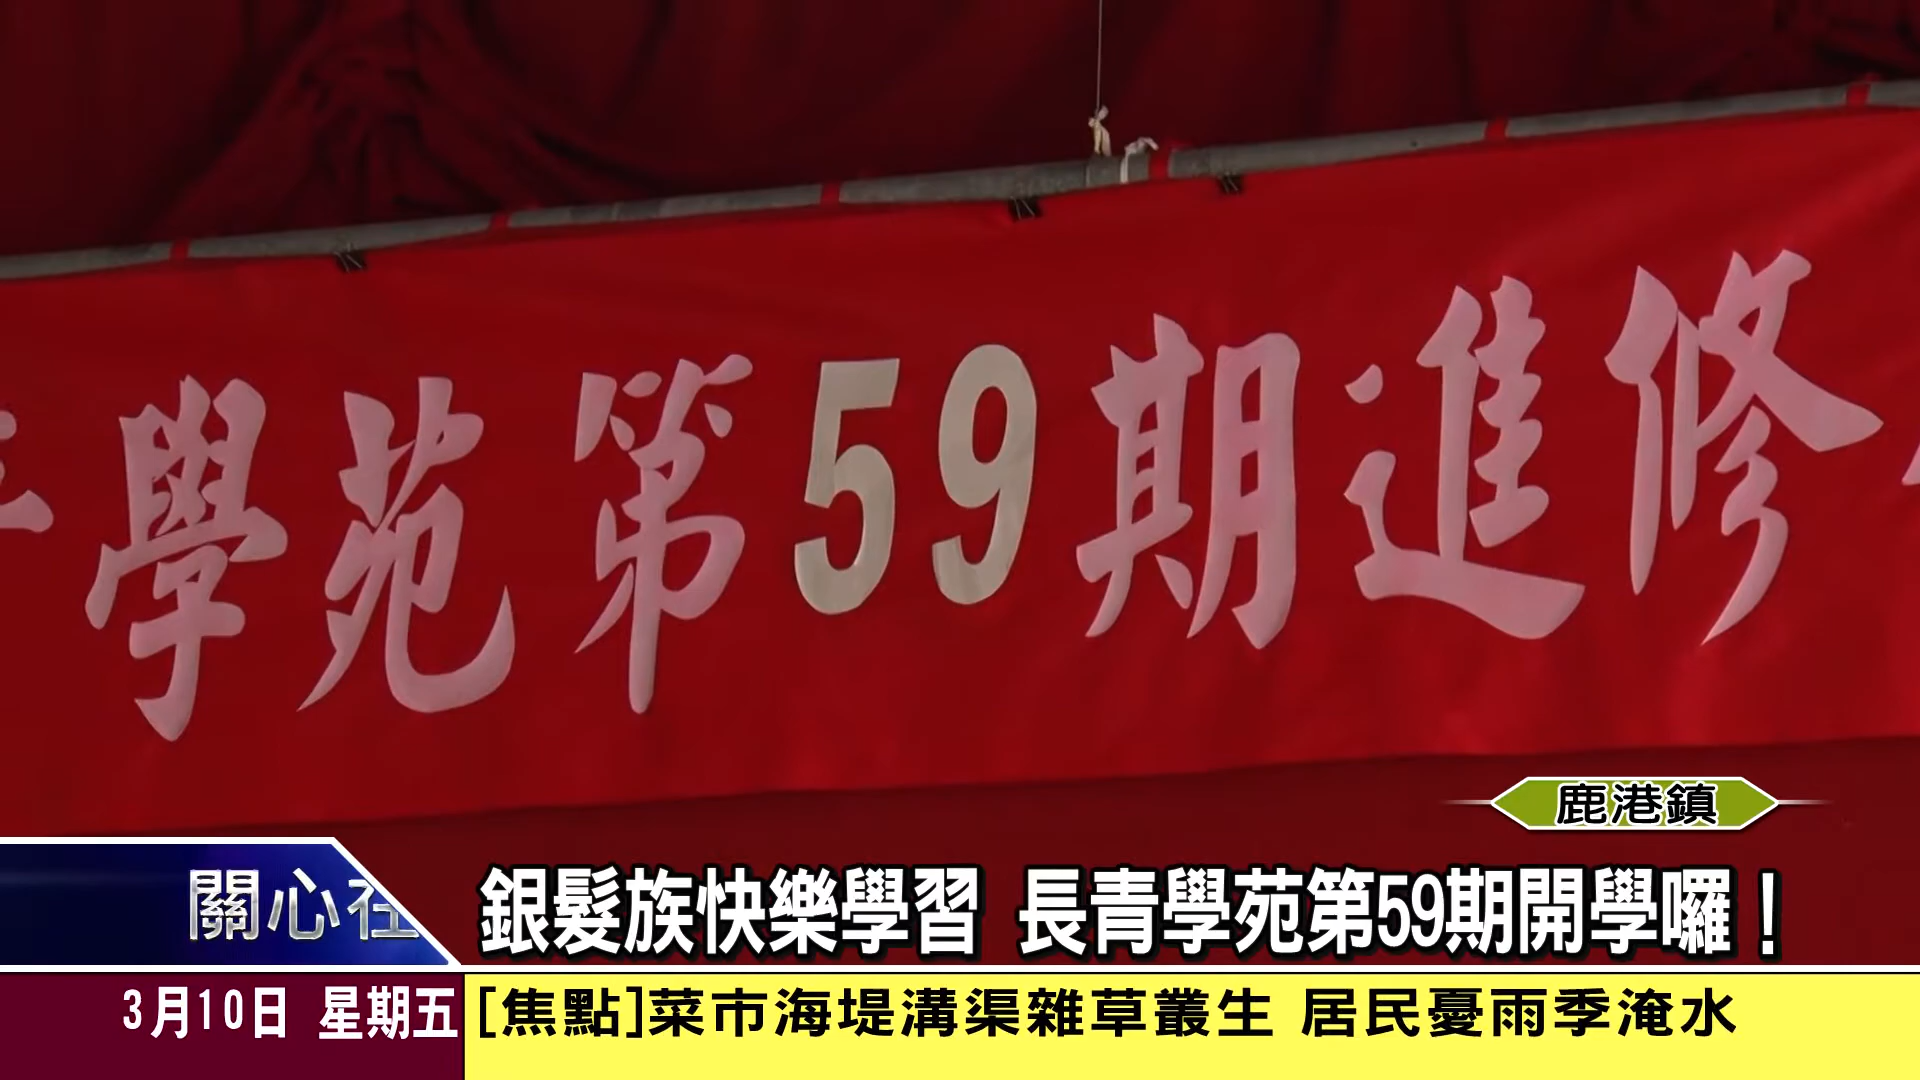 學苑第59期進修
鹿港鎮
關心社
銀髮族快樂學習 長青學苑第59期開學囉！
3月10日 星期五
[焦點]菜市海堤溝渠雜草叢生 居民憂雨季淹水